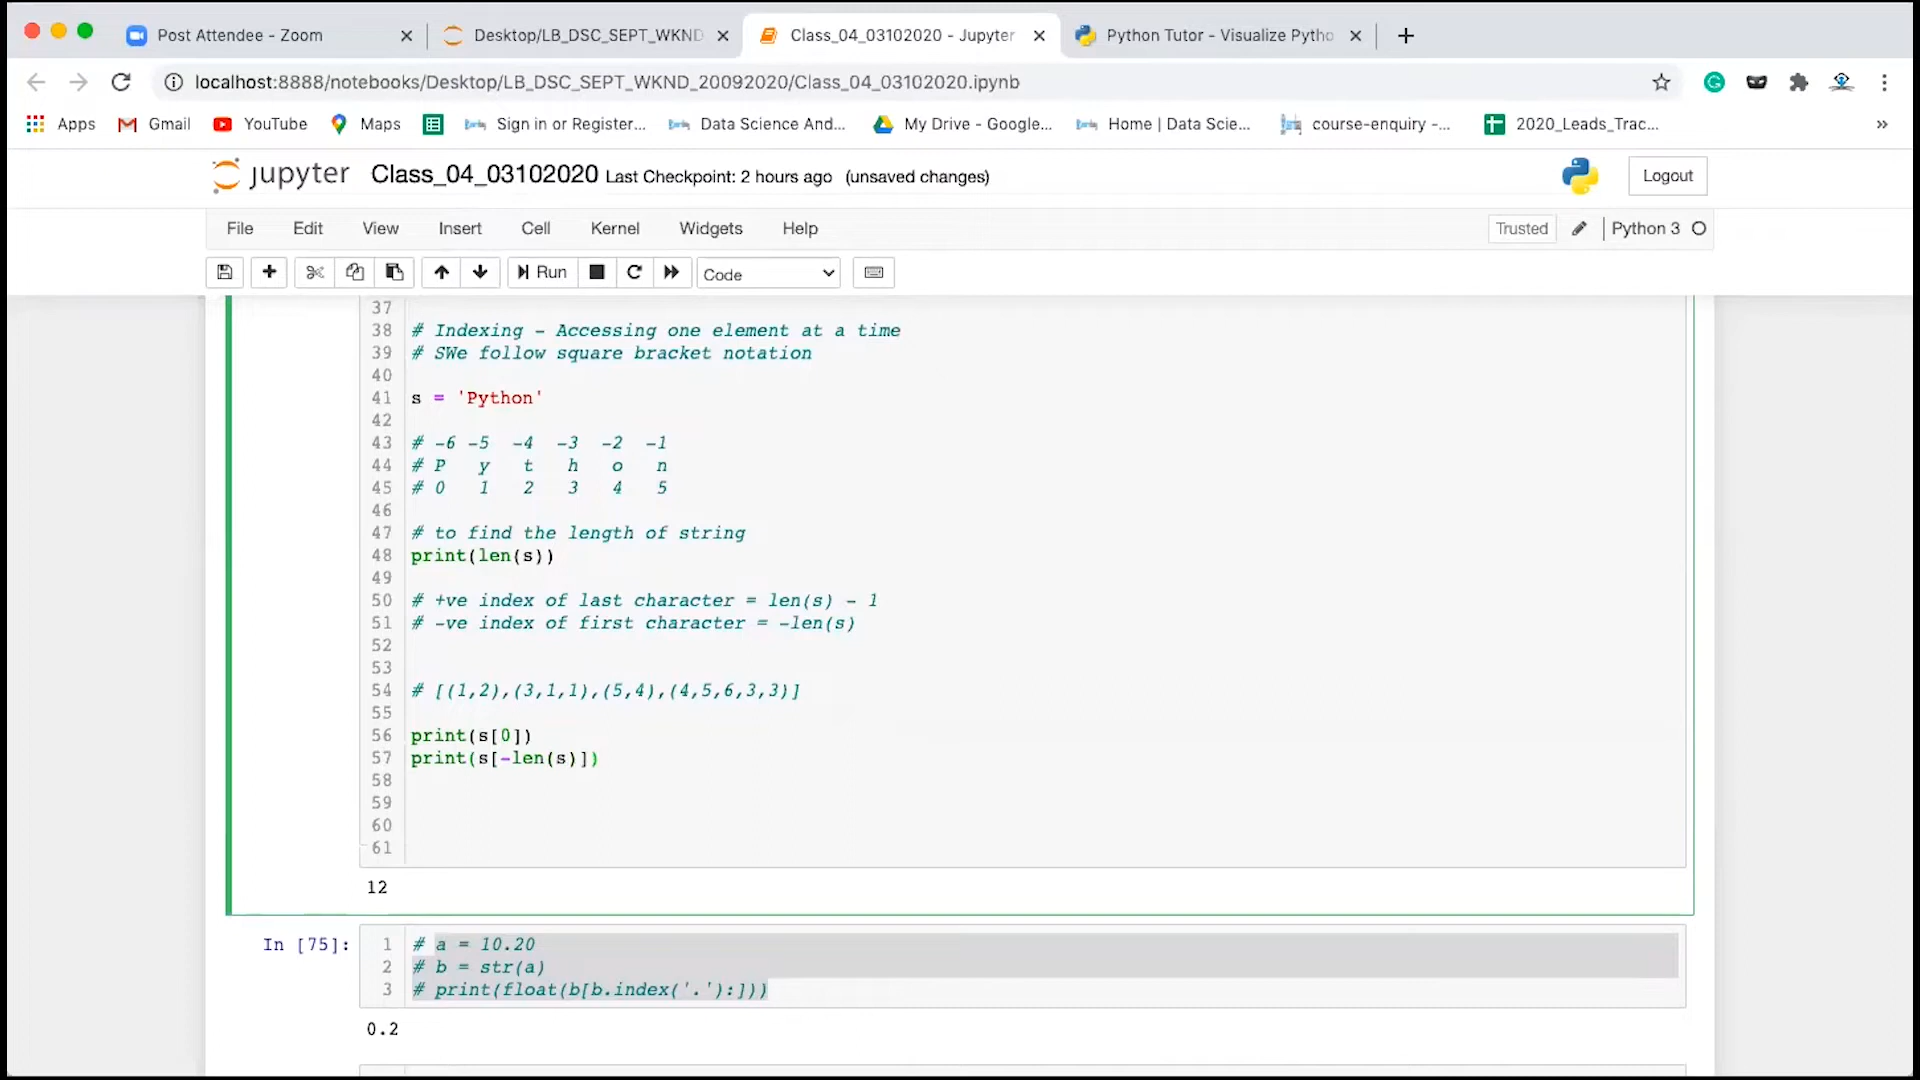 Post Attendee - Zoom
Desktop/LB_DSC_SEPT_WKND
Class_04_03102020 - Jupyter
Python Tutor - Visualize Pytho
localhost:8888/notebooks/Desktop/LB_DSC_SEPT_WKND_20092020/Class_04_03102020.ipynb
Apps Gmail YouTube Maps Sign in or Register... Data Science And... My Drive - Google... Home | Data Scie... course-enquiry -... 2020_Leads_Trac... »
jupyter Class_04_03102020 Last Checkpoint: 2 hours ago (unsaved changes) Logout
File Edit View Insert Cell Kernel Widgets Help Trusted Python 3
Run Code
37
38 # Indexing - Accessing one element at a time
39 # SWe follow square bracket notation
40
41 s = 'Python'
42
43 # -6 -5 -4 -3 -2 -1
44 # P y t h o n
45 # 0 1 2 3 4 5
46
47 # to find the length of string
48 print(len(s))
49
50 # +ve index of last character = len(s) - 1
51 # -ve index of first character = -len(s)
52
53
54 # [(1,2),(3,1,1),(5,4),(4,5,6,3,3)]
55
56 print(s[0])
57 print(s[-len(s)])
58
59
60
61
12
In [75]: 1 # a = 10.20
2 # b = str(a)
3 # print(float(b[b.index('.'):]))
0.2